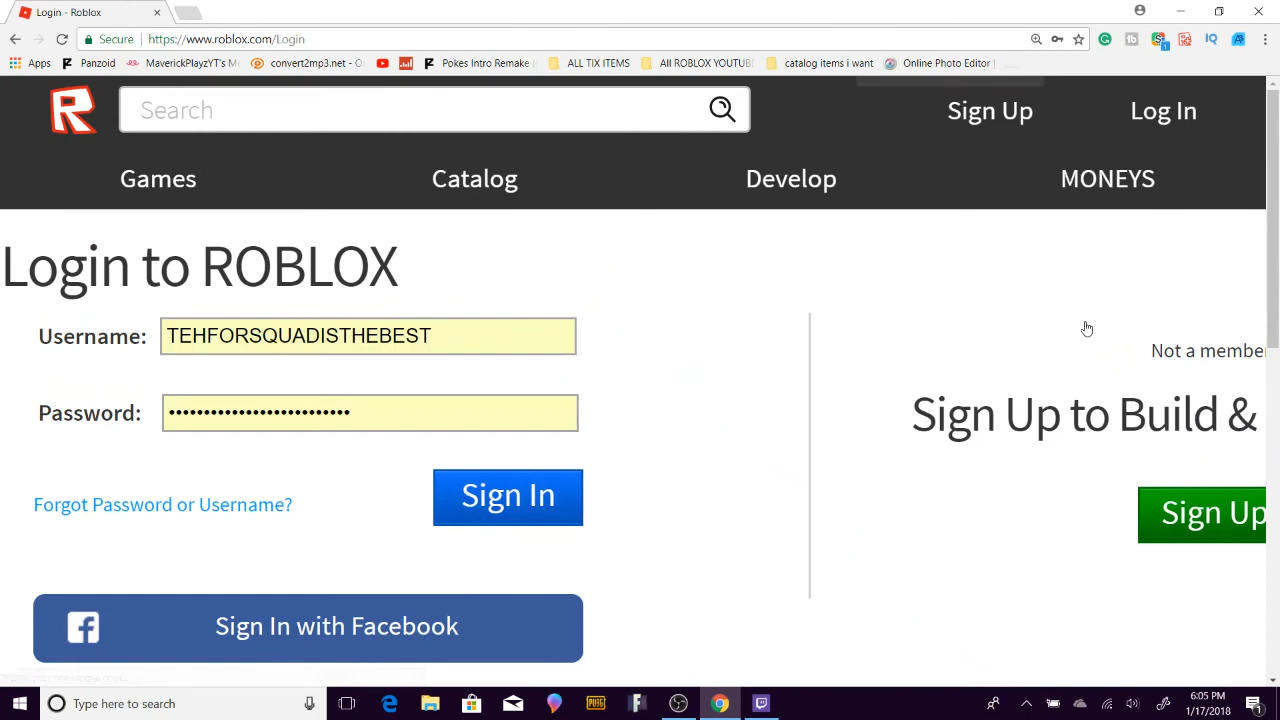 Login - Roblox
Secure https://www.roblox.com/Login
Apps Panzoid MaverickPlayzYT's M convert2mp3.net - O Pokes Intro Remake ALL TIX ITEMS All ROBLOX YOUTUB catalog items i want Online Photo Editor
Search Sign Up Log In
Games Catalog Develop MONEYS
Login to ROBLOX
Username: TEHFORSQUADISTHEBEST
Not a membe
Password: ••••••••••••••••••••••••••
Sign Up to Build &
Sign In
Forgot Password or Username?
Sign Up
Sign In with Facebook
Type here to search
PUBG
6:05 PM
1/17/2018